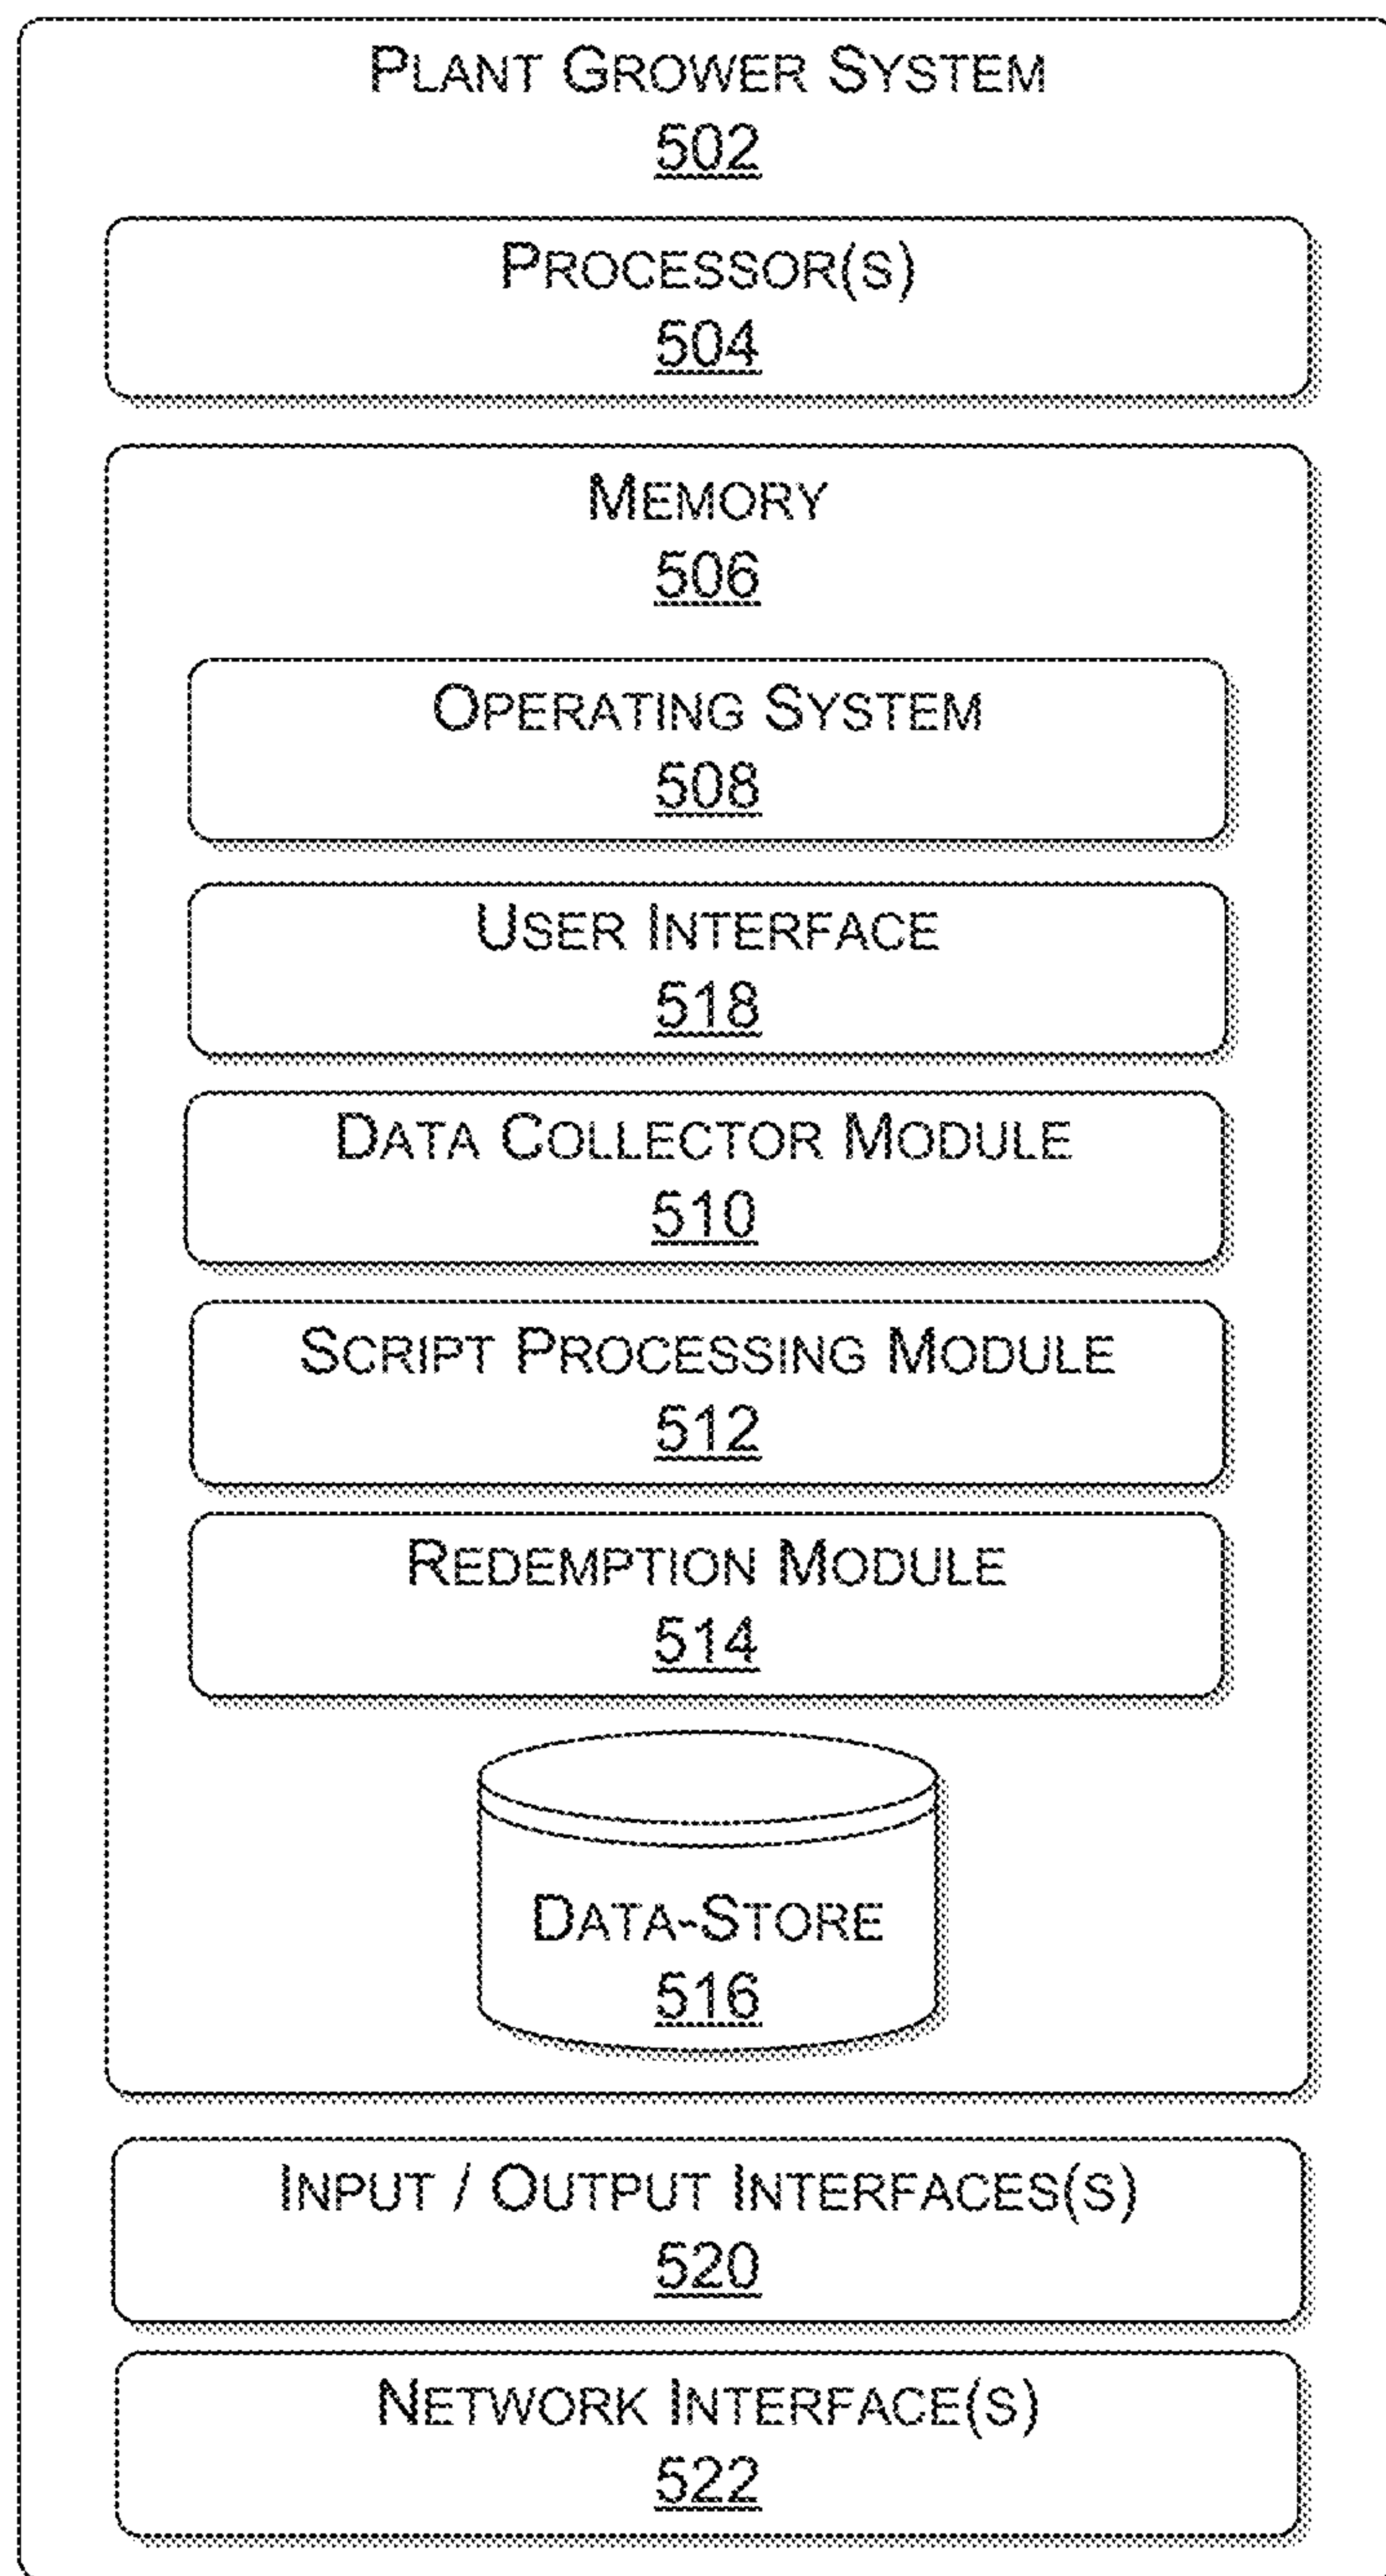 PLANT GROWER SYSTEM
502
PROCESSOR(S)
504
MEMORY
506
OPERATING SYSTEM
508
USER INTERFACE
518
DATA COLLECTOR MODULE
510
SCRIPT PROCESSING MODULE
512
REDEMPTION MODULE
514
DATA-STORE
516
INPUT / OUTPUT INTERFACES(S)
520
NETWORK INTERFACE(S)
522